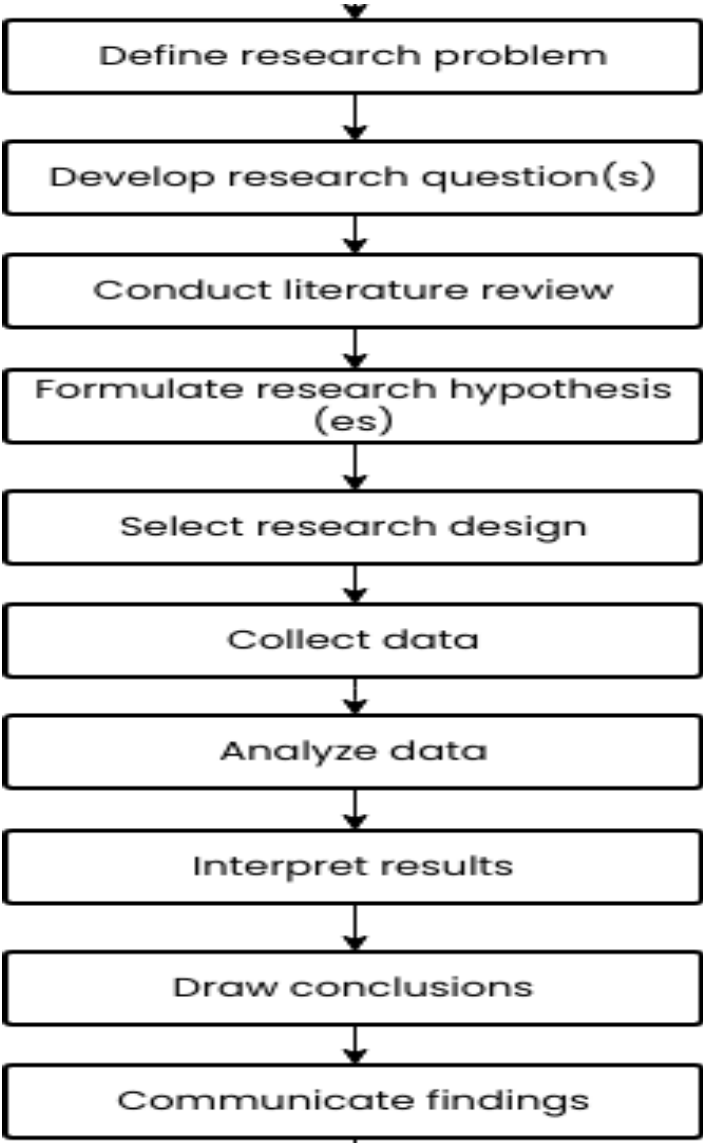 Define research problem
Develop research question(s)
Conduct literature review
Formulate research hypothesis
(es)
Select research design
Collect data
Analyze data
Interpret results
Draw conclusions
Communicate findings